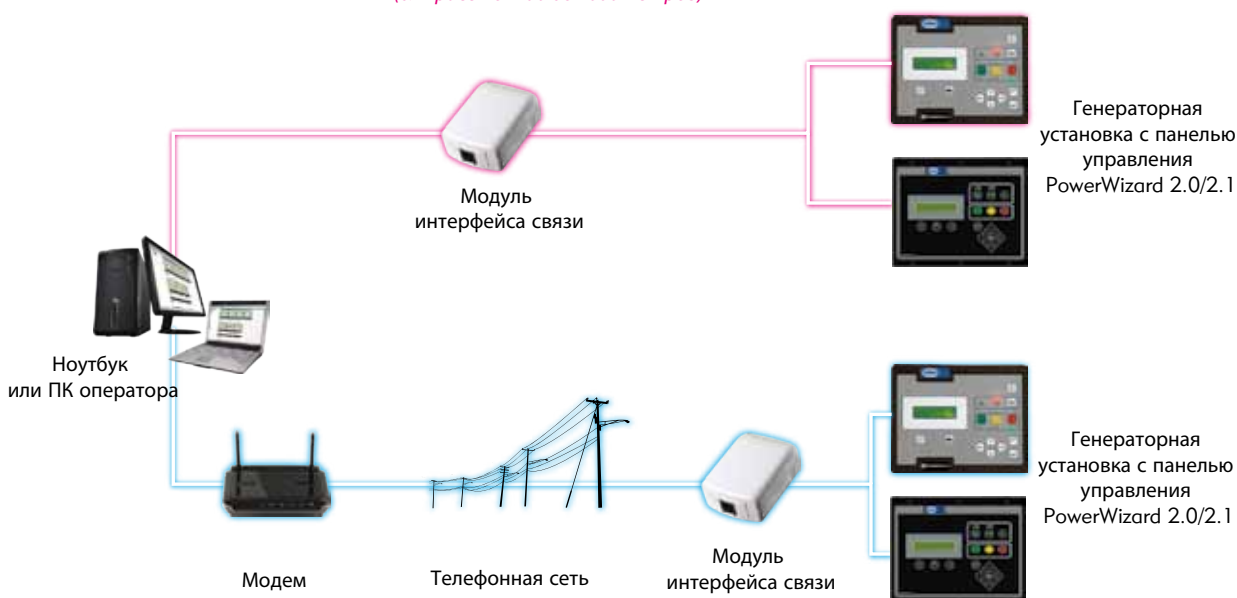 Генераторная
установка с панелью
управления
PowerWizard 2.0/2.1
Модуль
интерфейса связи
Ноутбук
или ПК оператора
Генераторная
установка с панелью
управления
PowerWizard 2.0/2.1
Модем
Телефонная сеть
Модуль
интерфейса связи